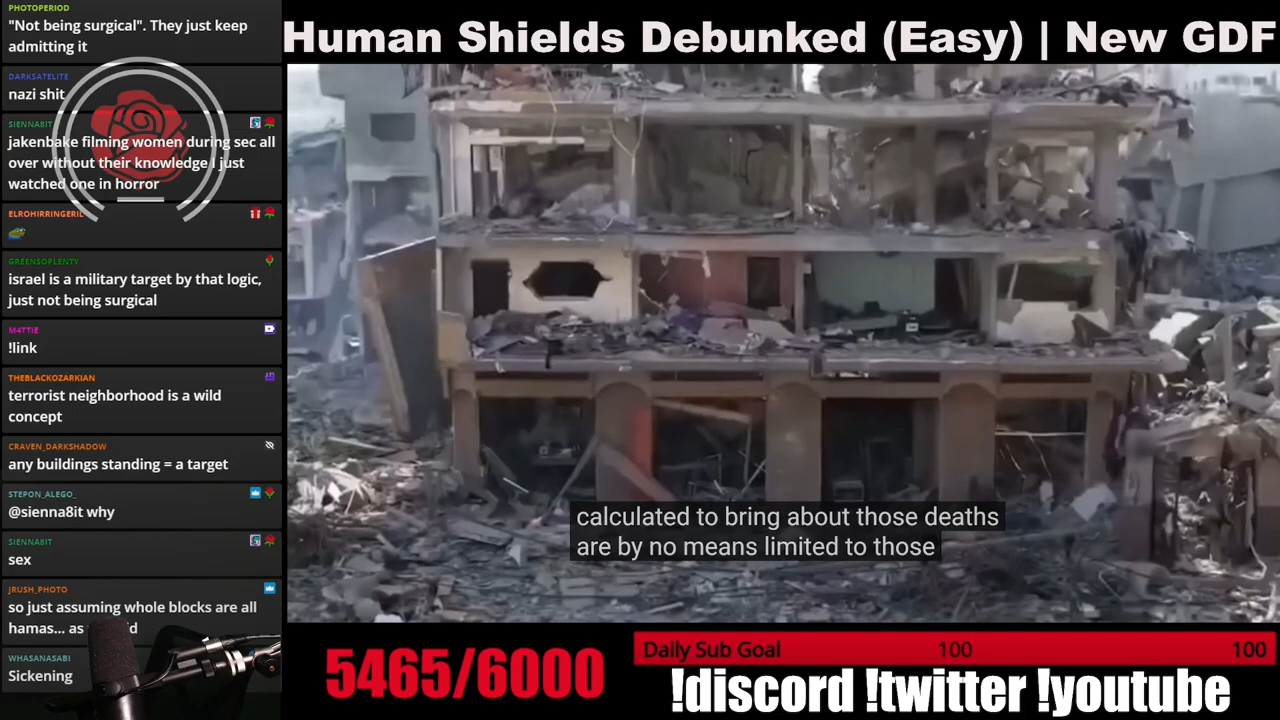 PHOTOPERIOD
"Not being surgical". They just keep
admitting it
DARKSATELITE
nazi shit
SIENNA8IT
jakenbake filming women during sec all
over without their knowledge I just
watched one in horror
ELROHIRRINGERIL
GREENSOPLENTY
israel is a military target by that logic,
just not being surgical
M4TTIE
!link
THEBLACKOZARKIAN
terrorist neighborhood is a wild
concept
CRAVEN_DARKSHADOW
any buildings standing = a target
STEPON_ALEGO_
@sienna8it why
SIENNA8IT
sex
JRUSH_PHOTO
so just assuming whole blocks are all
hamas... as
WHASANASABI
Sickening
Human Shields Debunked (Easy) | New GDF
calculated to bring about those deaths
are by no means limited to those
5465/6000
Daily Sub Goal 100 100
!discord !twitter !youtube